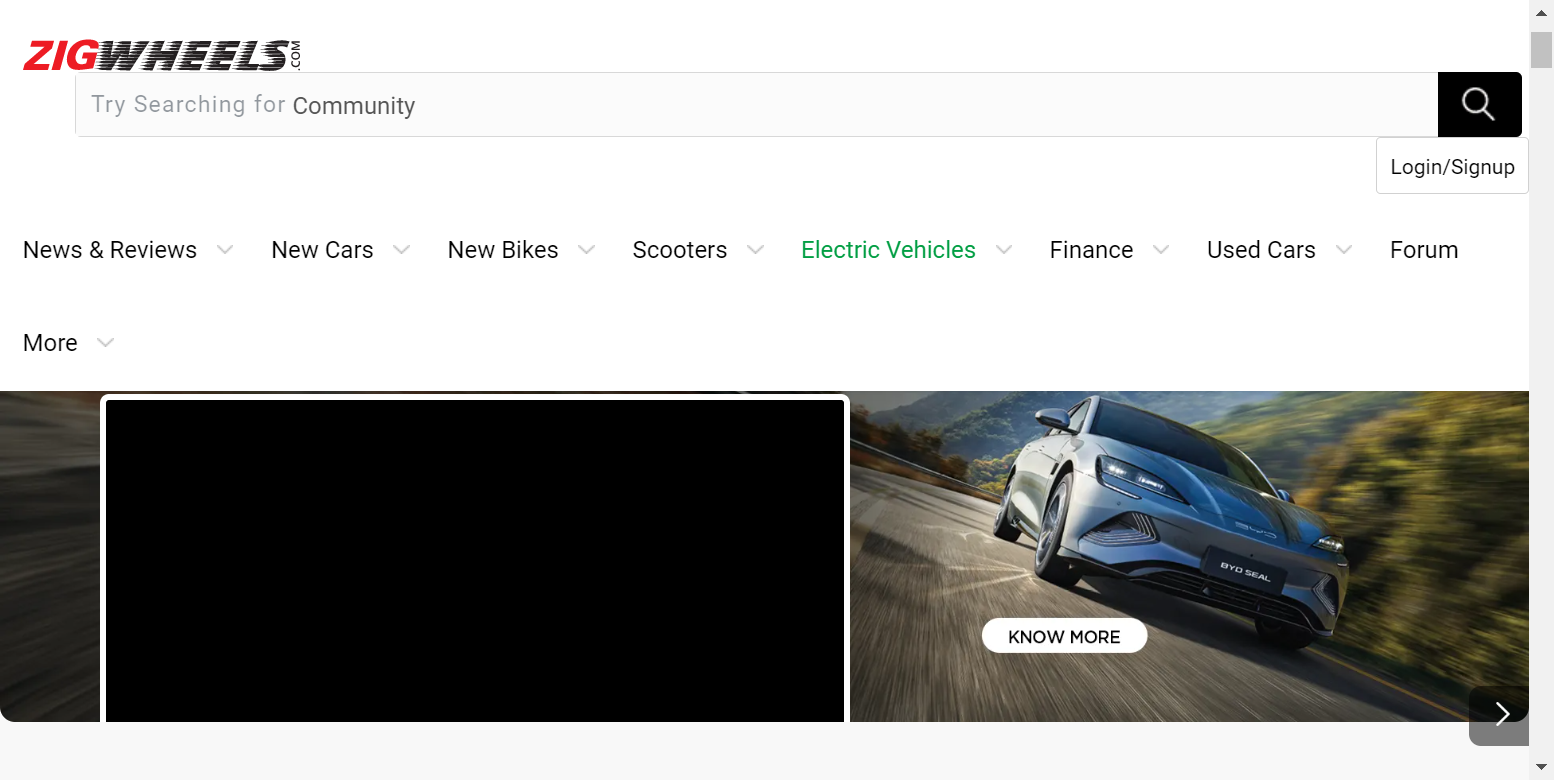 ZIGWHEELS.COM
Try Searching for Community
Login/Signup
News & Reviews New Cars New Bikes Scooters Electric Vehicles Finance Used Cars Forum
More
BYD
BYD SEAL
KNOW MORE